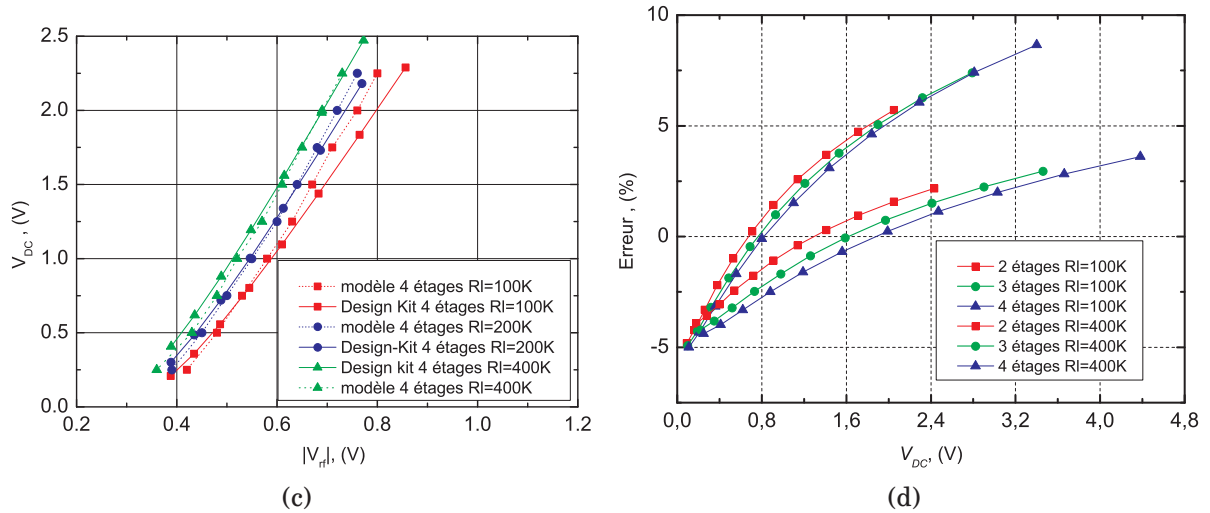 2.5
2.0
1.5
1.0
0.5
0.0
V_DC , (V)
0.2
0.4
0.6
0.8
1.0
1.2
|V_rf|, (V)
modèle 4 étages Rl=100K
Design Kit 4 étages Rl=100K
modèle 4 étages Rl=200K
Design-Kit 4 étages Rl=200K
Design kit 4 étages Rl=400K
modèle 4 étages Rl=400K
(c)
10
5
0
-5
Erreur , (%)
0,0
0,8
1,6
2,4
3,2
4,0
4,8
V_DC, (V)
2 étages Rl=100K
3 étages Rl=100K
4 étages Rl=100K
2 étages Rl=400K
3 étages Rl=400K
4 étages Rl=400K
(d)